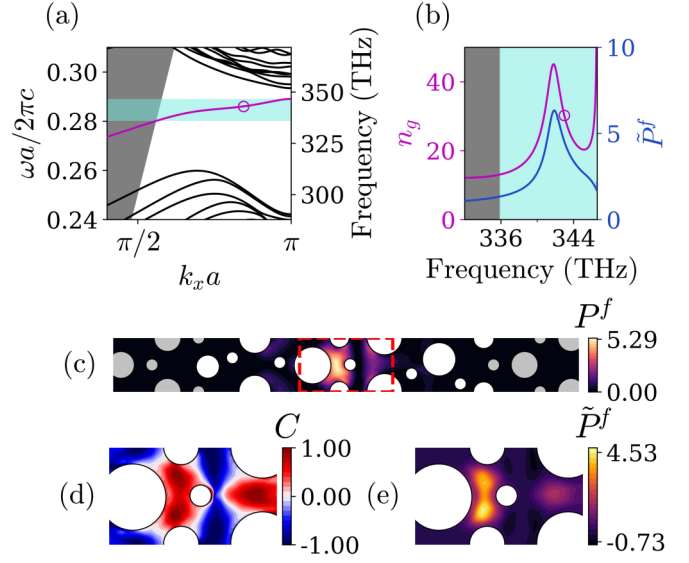 (a)
(b)
0.30
0.28
0.26
0.24
ωa/2πc
350
325
300
Frequency (THz)
π/2
π
k_x a
40
20
0
n_g
10
5
0
P̃^f
336
344
Frequency (THz)
(c)
P^f
5.29
0.00
(d)
C
1.00
0.00
-1.00
(e)
P̃^f
4.53
-0.73